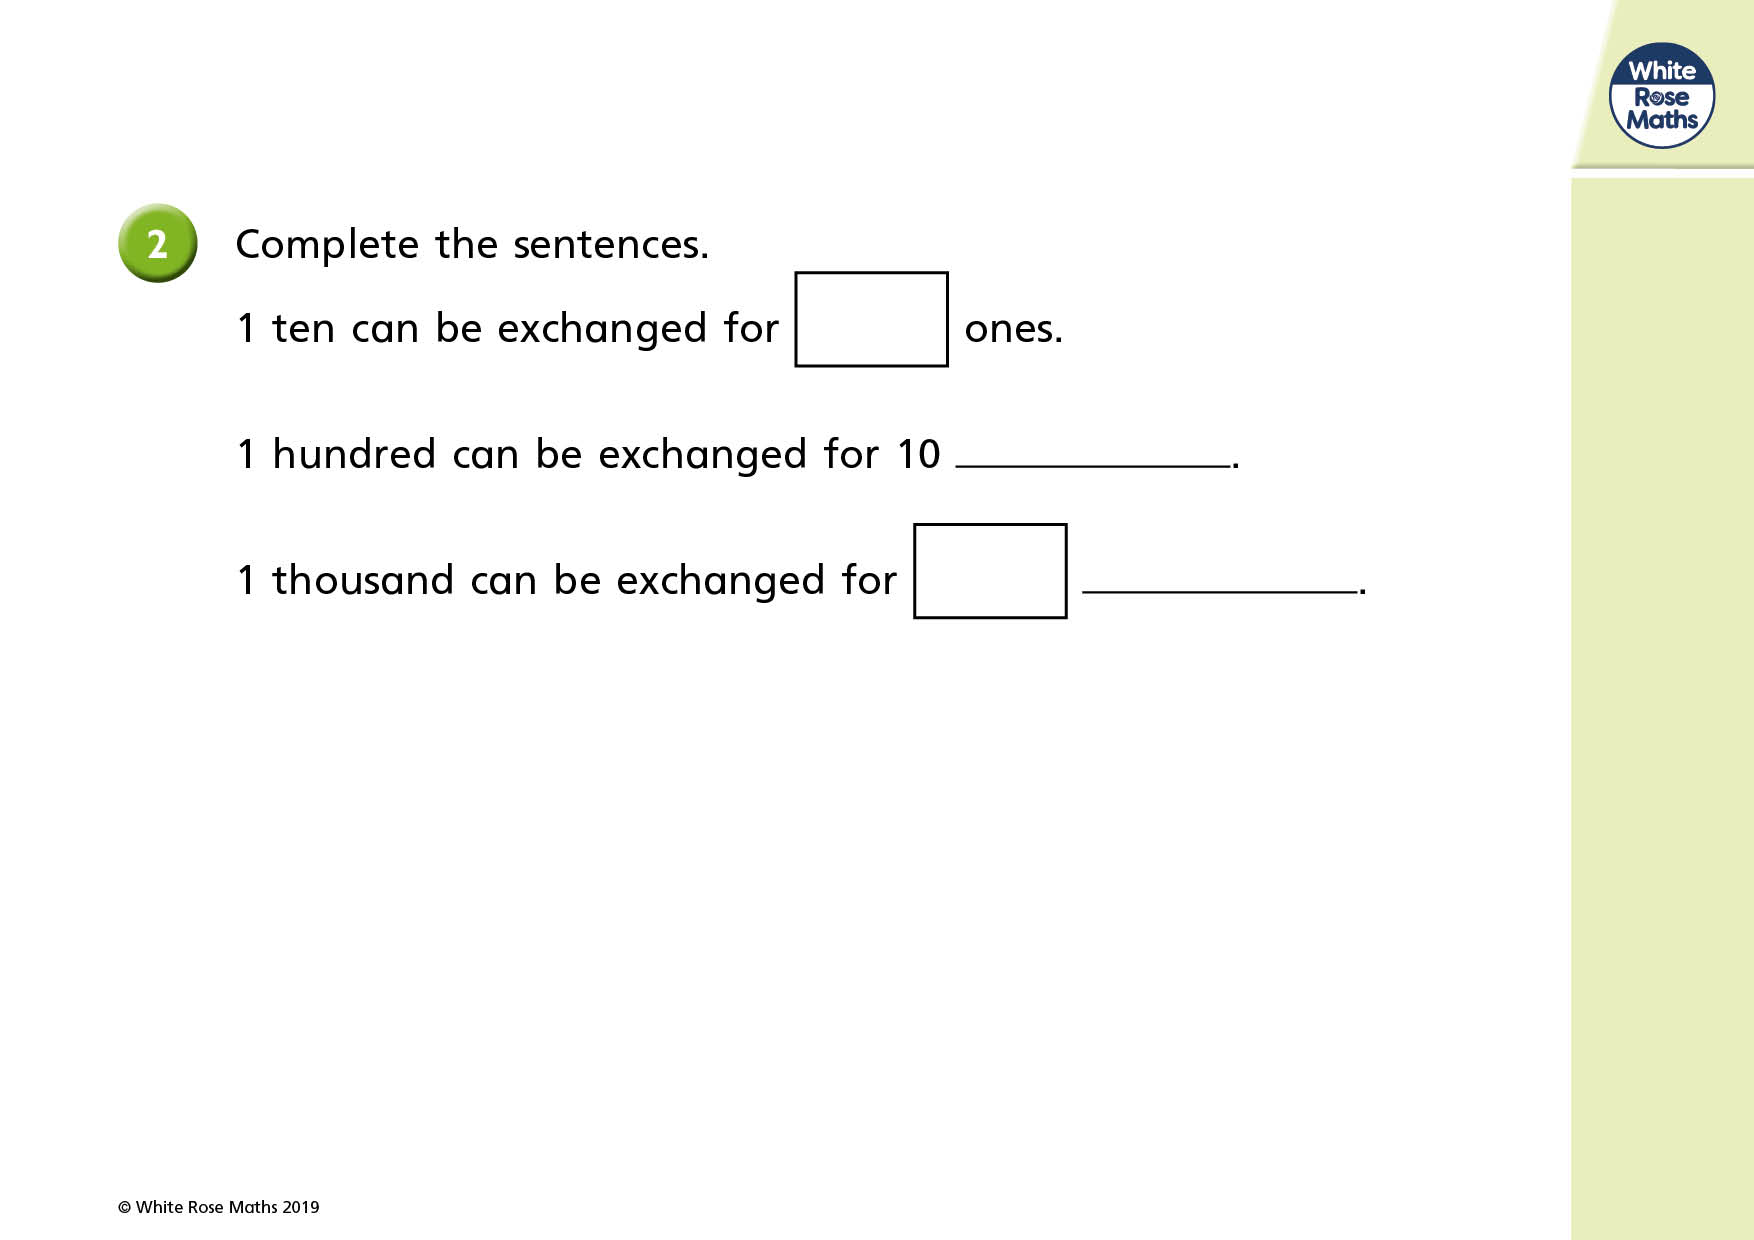 White
Rose
Maths
2 Complete the sentences.
1 ten can be exchanged for ones.
1 hundred can be exchanged for 10 .
1 thousand can be exchanged for .
© White Rose Maths 2019